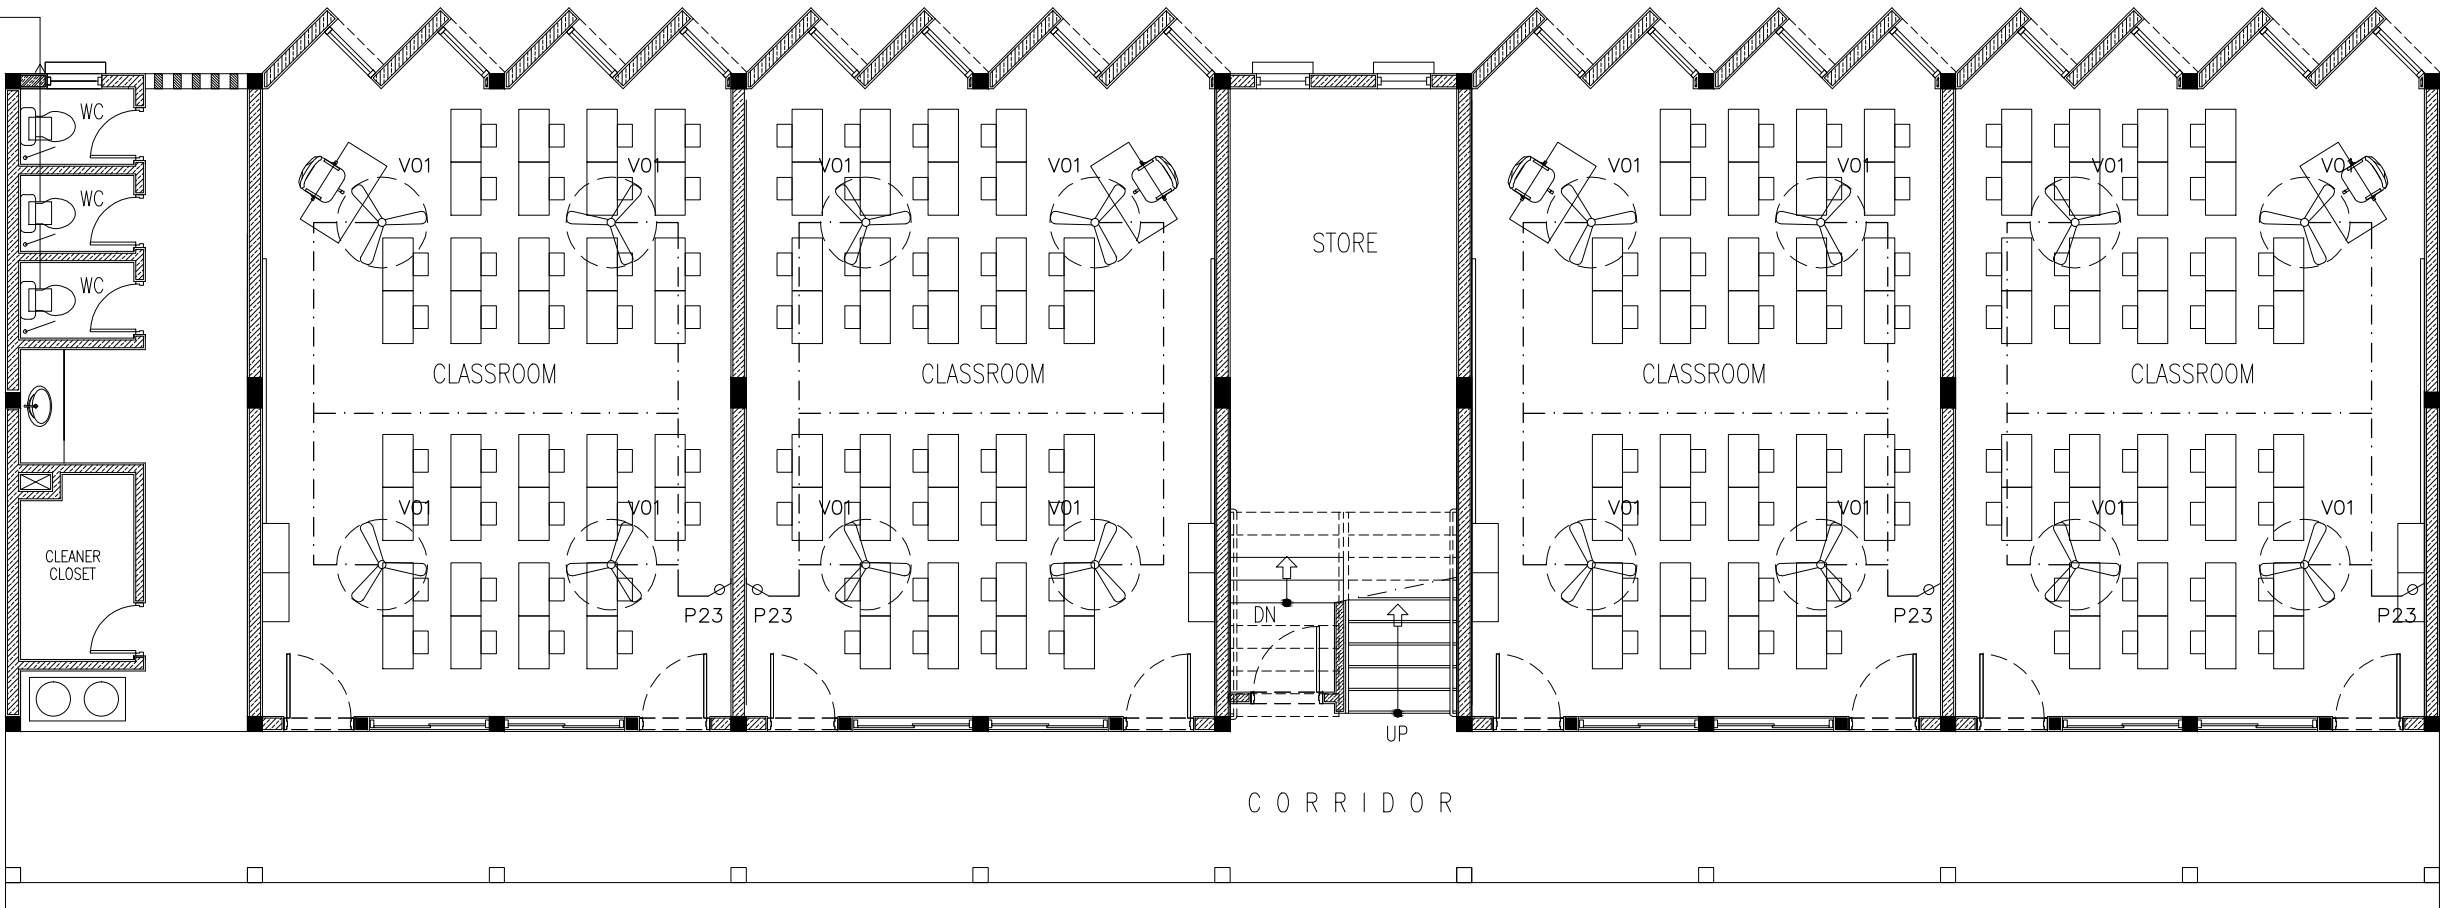 WC
V01
V01
V01
V01
V01
V01
V01
V01
WC
STORE
WC
CLASSROOM
CLASSROOM
CLASSROOM
CLASSROOM
V01
V01
V01
V01
V01
V01
V01
V01
CLEANER
CLOSET
P23
P23
DN
P23
P23
UP
CORRIDOR